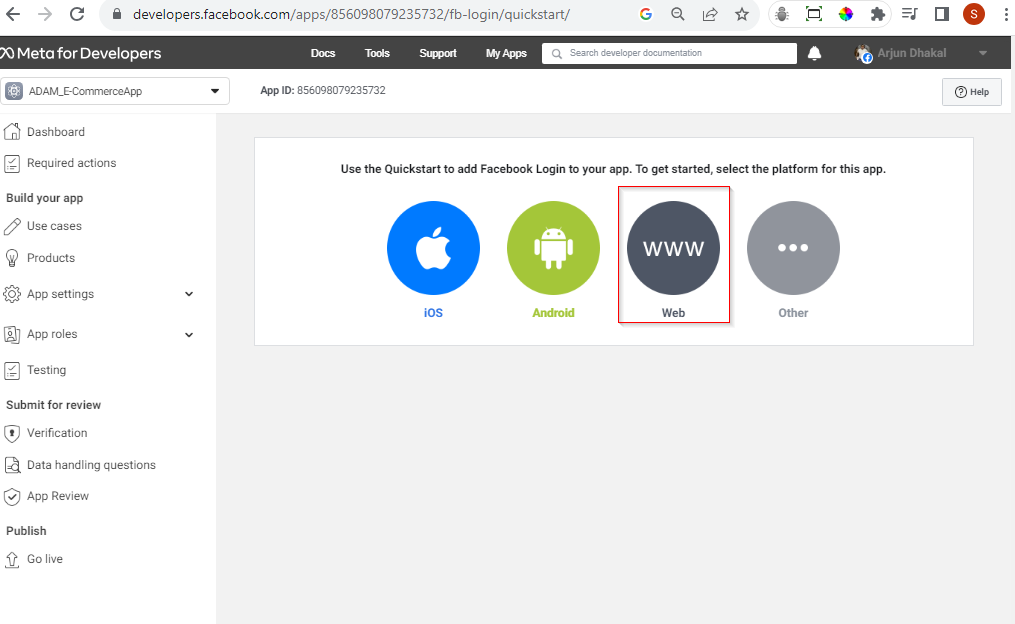 developers.facebook.com/apps/856098079235732/fb-login/quickstart/
S
Meta for Developers
Docs
Tools
Support
My Apps
Search developer documentation
Arjun Dhakal
ADAM_E-CommerceApp
App ID: 856098079235732
Help
Dashboard
Required actions
Build your app
Use cases
Products
App settings
App roles
Testing
Submit for review
Verification
Data handling questions
App Review
Publish
Go live
Use the Quickstart to add Facebook Login to your app. To get started, select the platform for this app.
WWW
iOS
Android
Web
Other